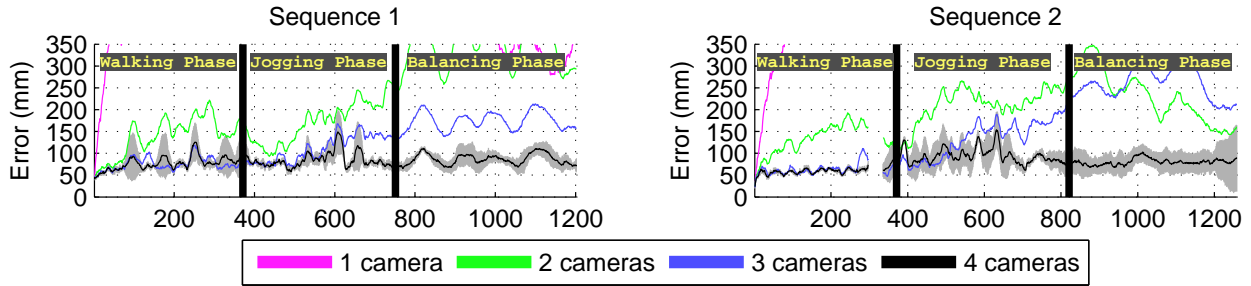 Sequence 1
Error (mm)
350
300
250
200
150
100
50
0
Walking Phase
Jogging Phase
Balancing Phase
200
400
600
800
1000
1200
Sequence 2
Error (mm)
350
300
250
200
150
100
50
0
Walking Phase
Jogging Phase
Balancing Phase
200
400
600
800
1000
1200
1 camera
2 cameras
3 cameras
4 cameras